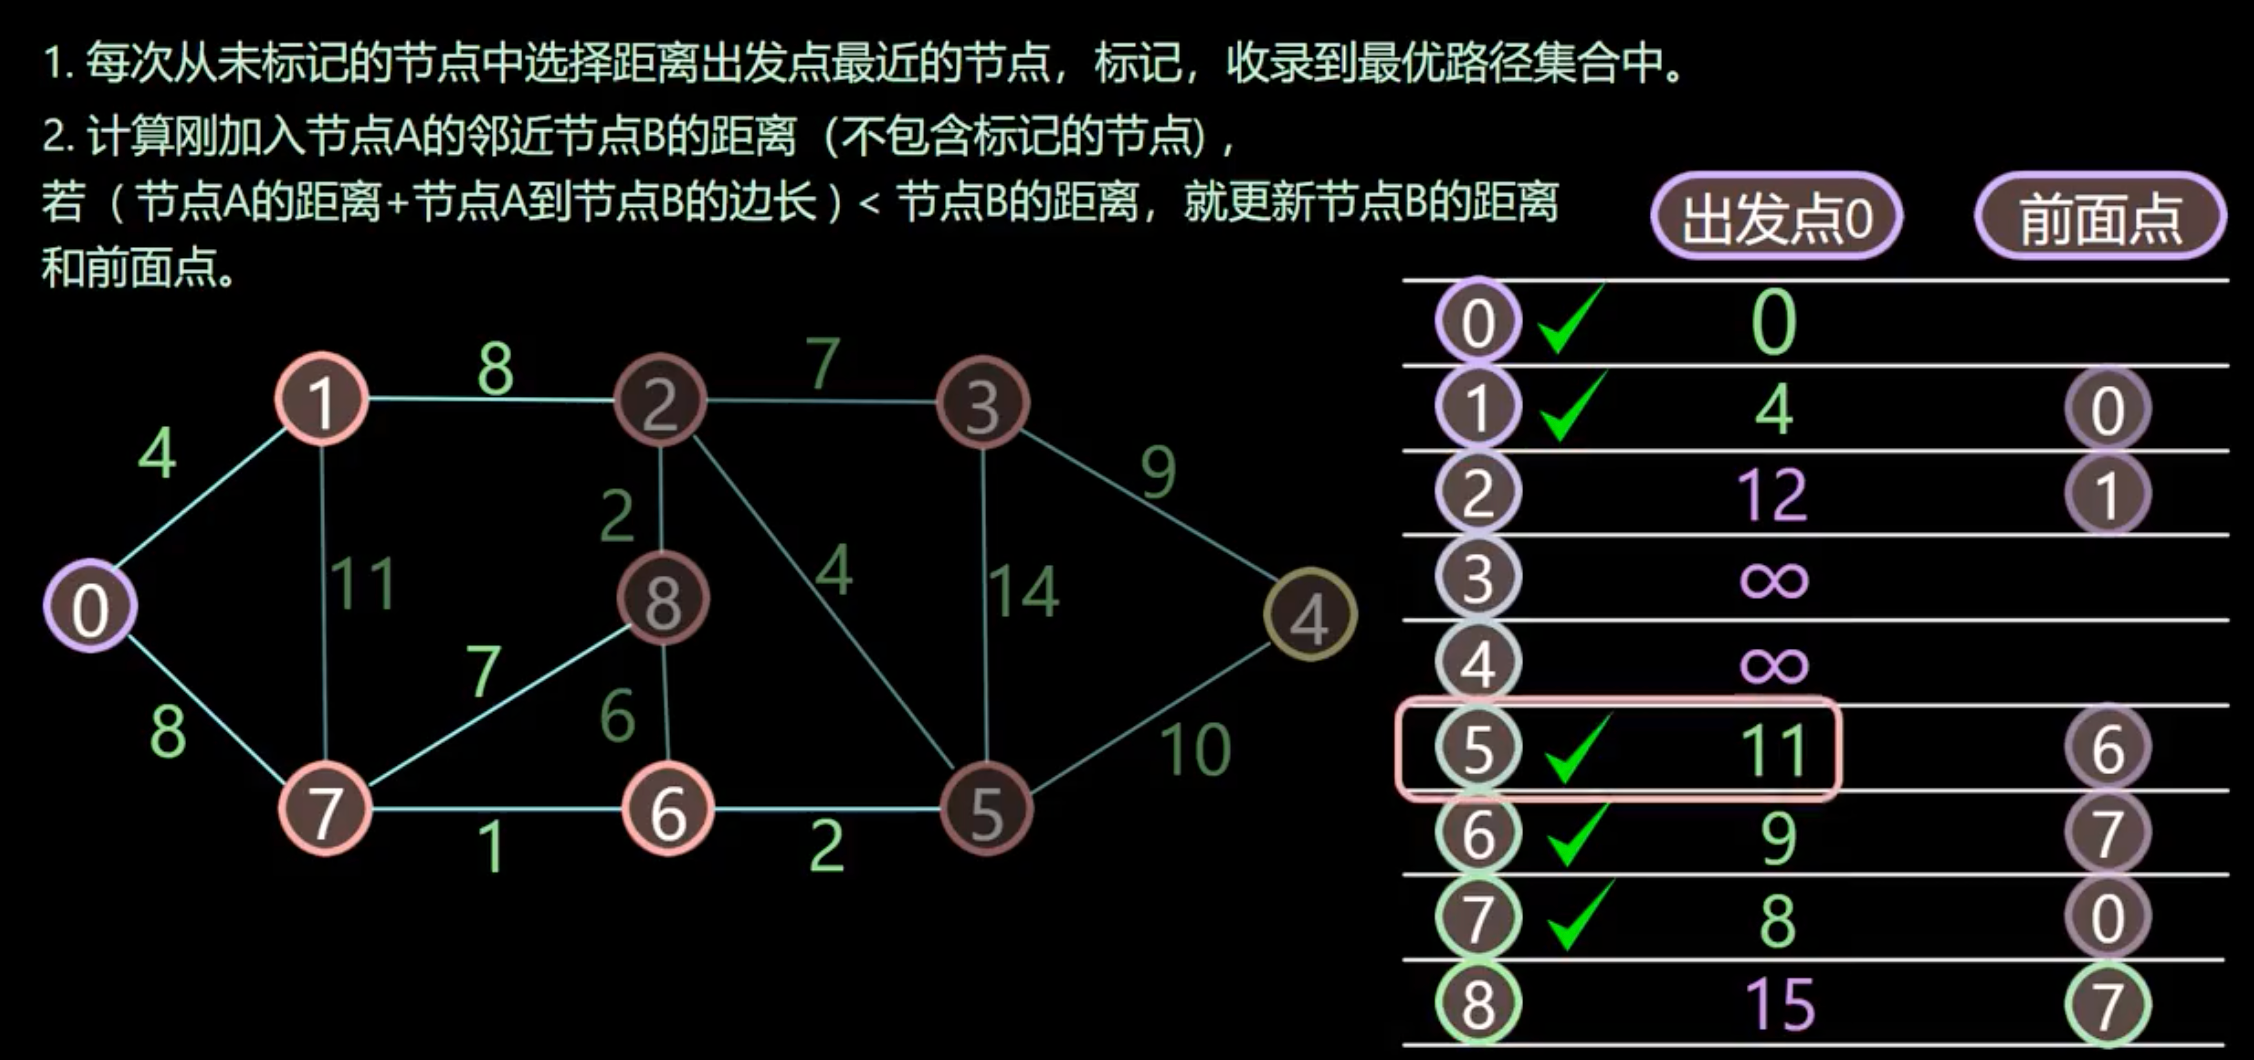 1. 每次从未标记的节点中选择距离出发点最近的节点，标记，收录到最优路径集合中。
2. 计算刚加入节点A的邻近节点B的距离（不包含标记的节点)，
若（节点A的距离+节点A到节点B的边长）< 节点B的距离，就更新节点B的距离
和前面点。
出发点0 前面点
0 0
1 4 0
2 12 1
3 ∞
4 ∞
5 11 6
6 9 7
7 8 0
8 15 7
8 7
1 2 3
4 9
2
11 4 14
0 8 4
7
8 6 10
7 6 5
1 2